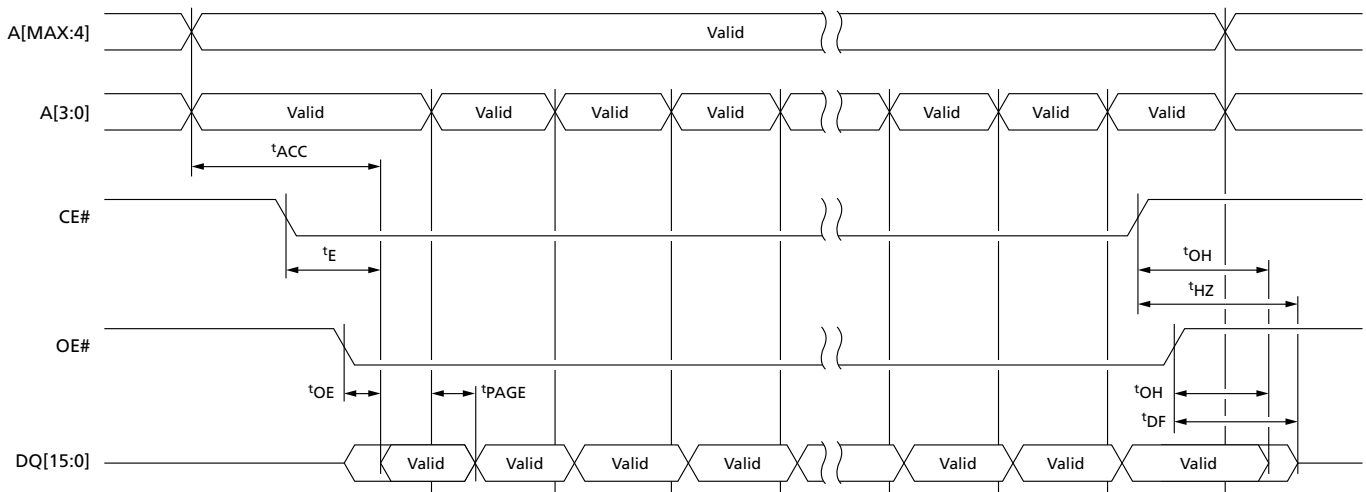 A[MAX:4] Valid
A[3:0] Valid Valid Valid Valid Valid Valid Valid
tACC
CE#
tE tOH
tHZ
OE#
tOE tPAGE tOH
tDF
DQ[15:0] Valid Valid Valid Valid Valid Valid Valid